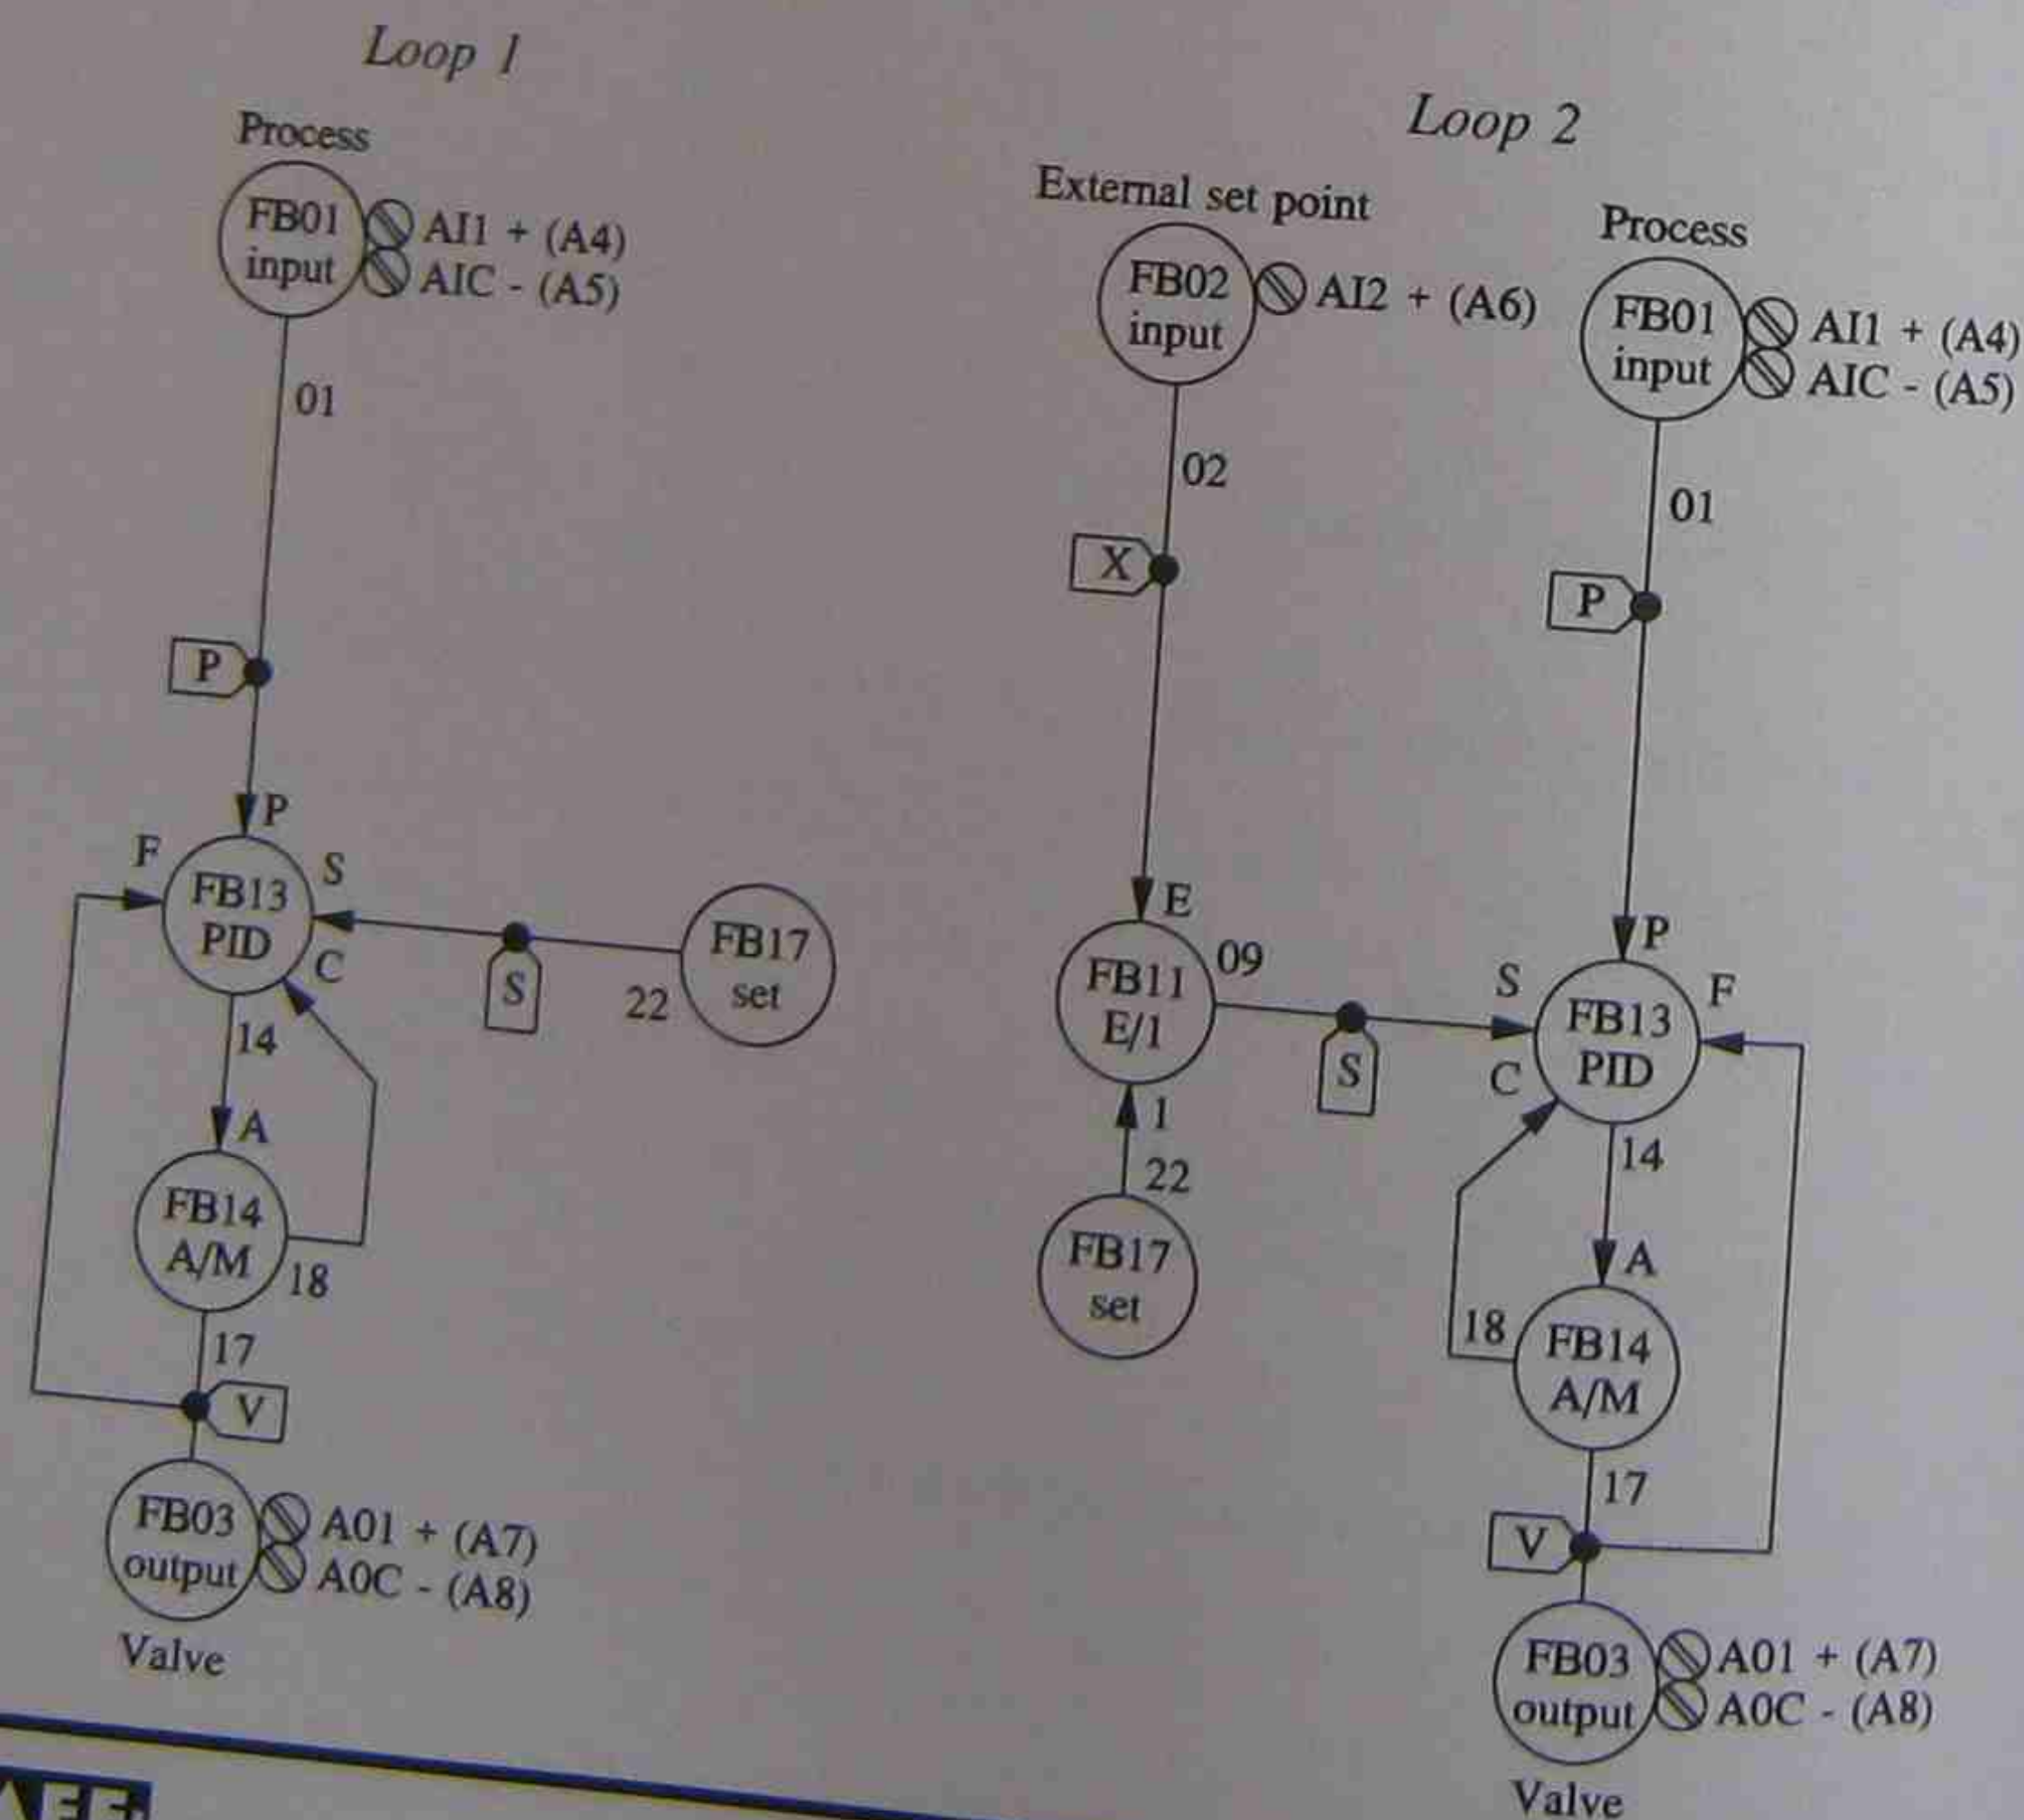 Loop 1
Process
FB01
input
AI1 + (A4)
AIC - (A5)
01
P
P
F
S
FB13
PID
C
S
22
FB17
set
14
A
FB14
A/M
18
17
V
FB03
output
A01 + (A7)
A0C - (A8)
Valve
Loop 2
External set point
FB02
input
AI2 + (A6)
Process
FB01
input
AI1 + (A4)
AIC - (A5)
02
01
X
P
E
FB11
E/1
09
S
1
22
FB17
set
P
S
F
FB13
PID
C
14
A
18
FB14
A/M
17
V
FB03
output
A01 + (A7)
A0C - (A8)
Valve